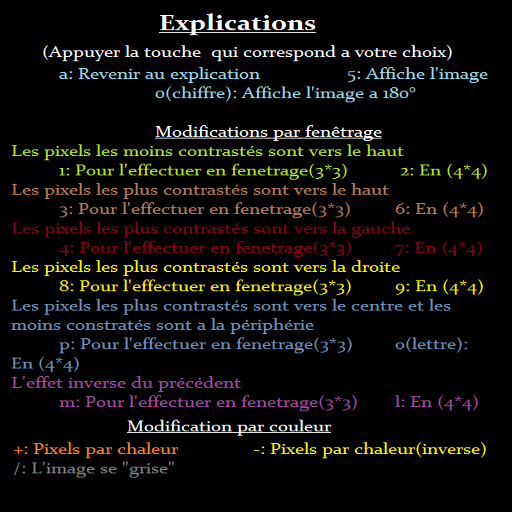 Explications
(Appuyer la touche  qui correspond a votre choix)
a: Revenir au explication 5: Affiche l'image
0(chiffre): Affiche l'image a 180°
Modifications par fenêtrage
Les pixels les moins contrastés sont vers le haut
1: Pour l'effectuer en fenetrage(3*3) 2: En (4*4)
Les pixels les plus contrastés sont vers le haut
3: Pour l'effectuer en fenetrage(3*3) 6: En (4*4)
Les pixels les plus contrastés sont vers la gauche
4: Pour l'effectuer en fenetrage(3*3) 7: En (4*4)
Les pixels les plus contrastés sont vers la droite
8: Pour l'effectuer en fenetrage(3*3) 9: En (4*4)
Les pixels les plus contrastés sont vers le centre et les
moins constratés sont a la périphérie
p: Pour l'effectuer en fenetrage(3*3) o(lettre):
En (4*4)
L'effet inverse du précédent
m: Pour l'effectuer en fenetrage(3*3) l: En (4*4)
Modification par couleur
+: Pixels par chaleur -: Pixels par chaleur(inverse)
/: L'image se "grise"